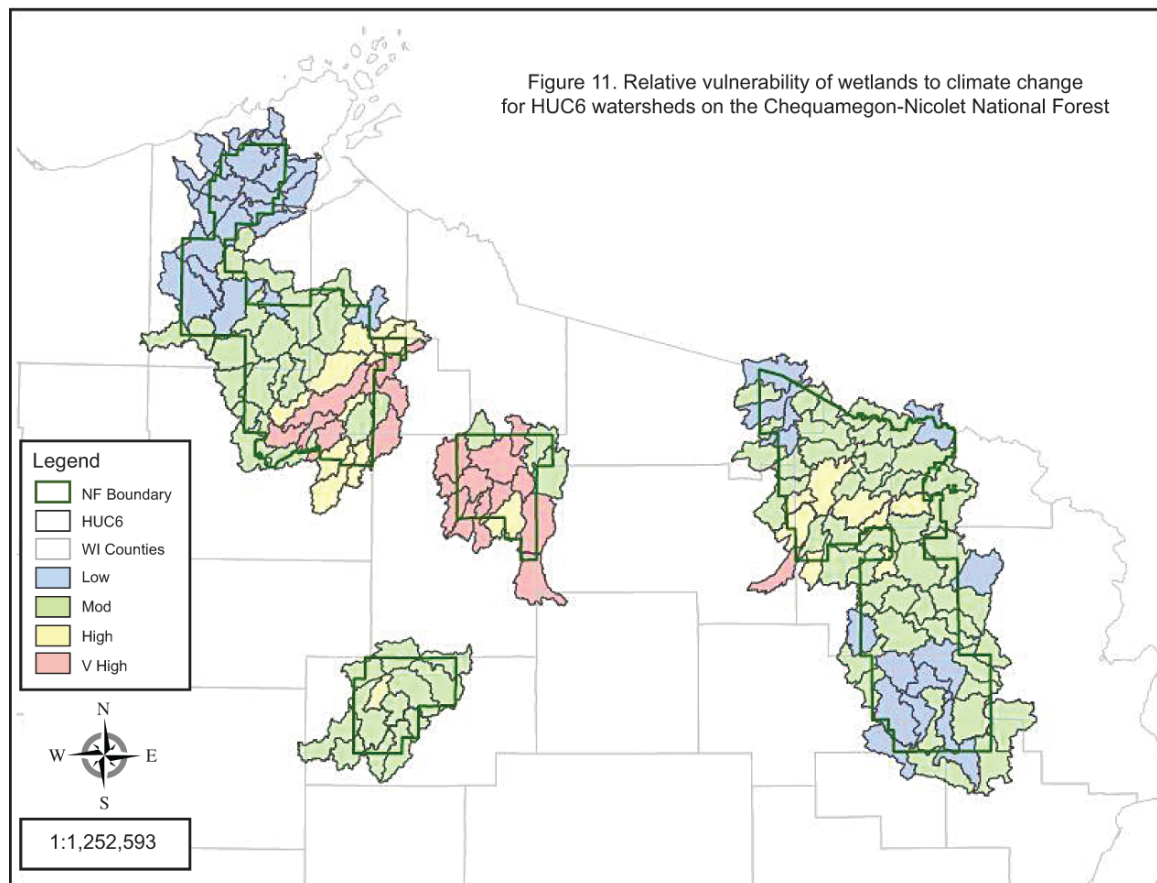 Figure 11. Relative vulnerability of wetlands to climate change
for HUC6 watersheds on the Chequamegon-Nicolet National Forest
Legend
NF Boundary
HUC6
WI Counties
Low
Mod
High
V High
N
W E
S
1:1,252,593